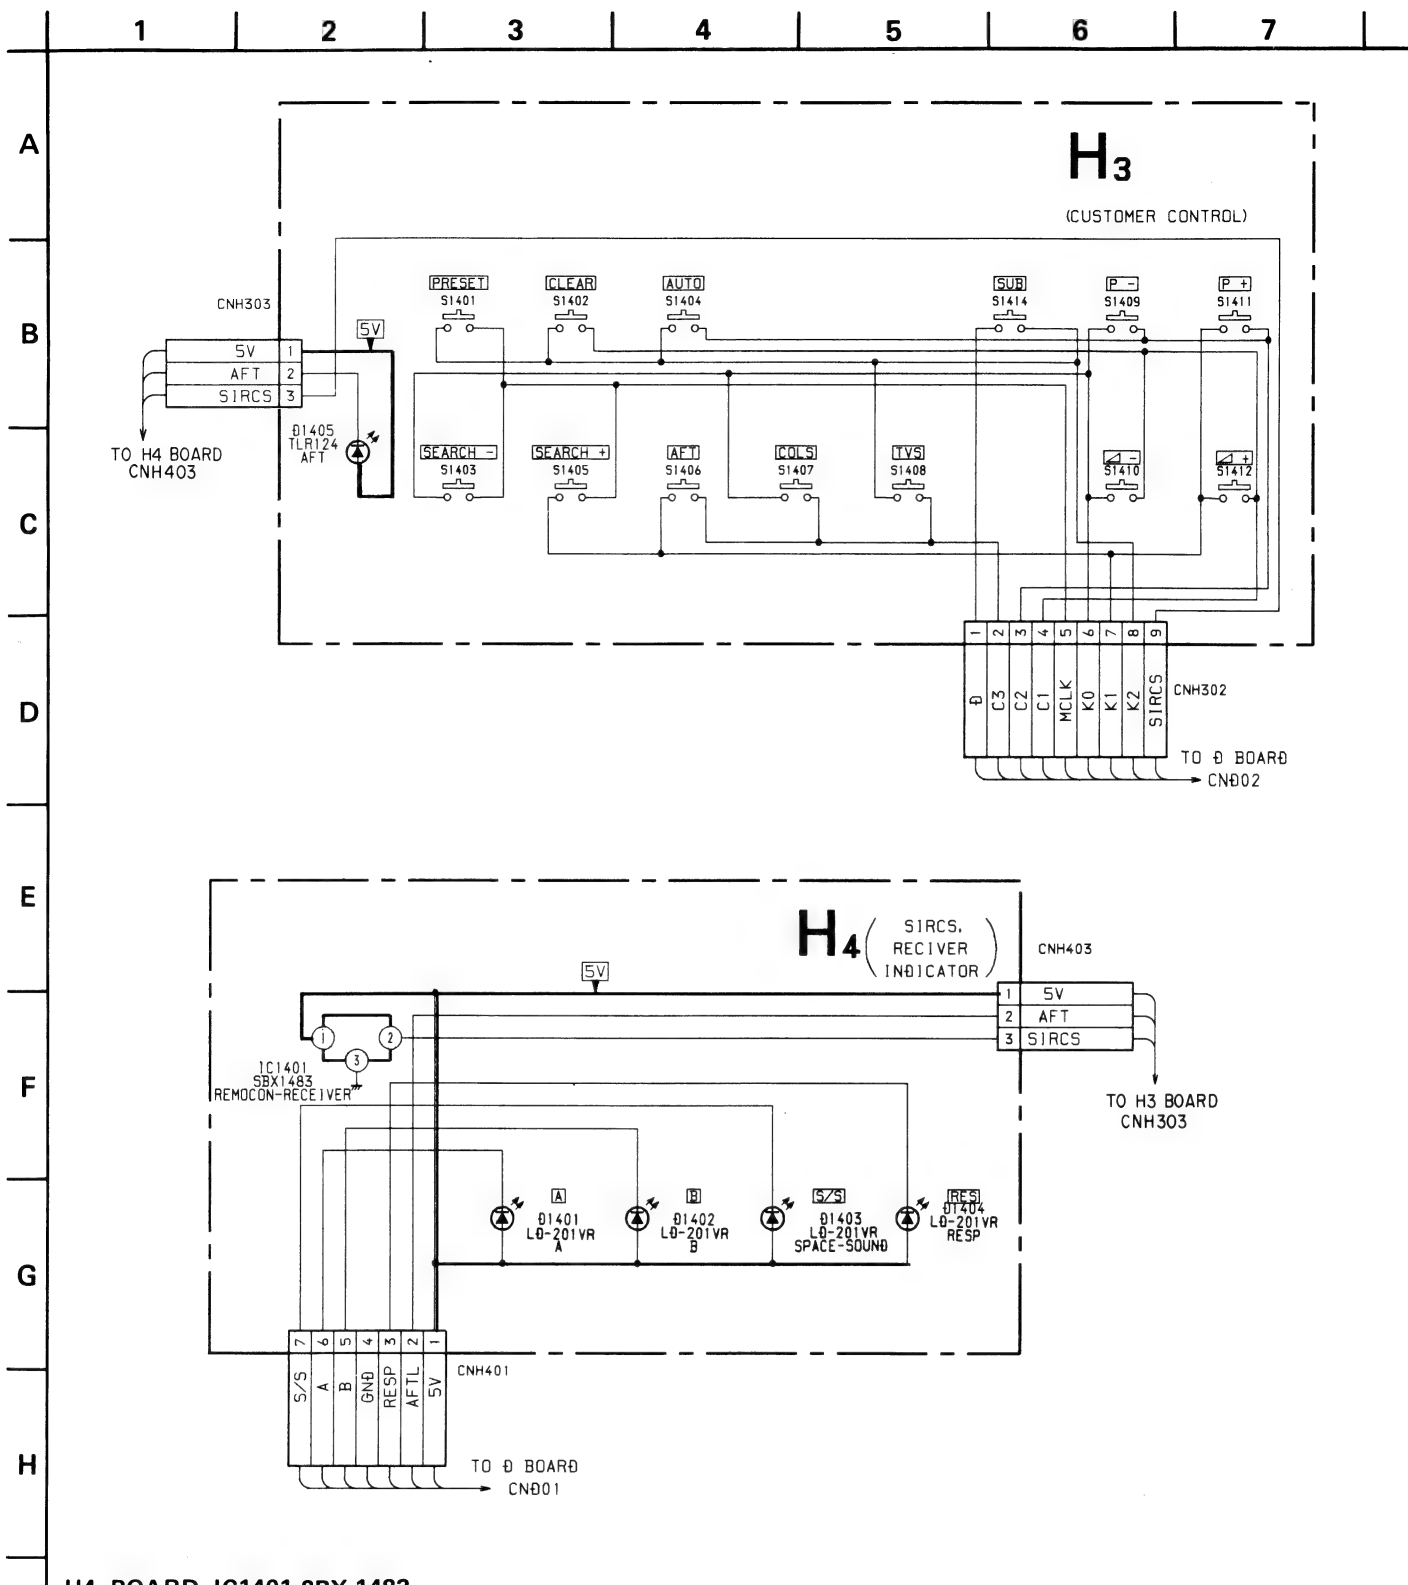 1 2 3 4 5 6 7
A
H3
(CUSTOMER CONTROL)
B
PRESET CLEAR AUTO SUB P - P +
S1401 S1402 S1404 S1414 S1409 S1411
CNH303
5V
5V 1
AFT 2
SIRCS 3
TO H4 BOARD
CNH403
D1405
TLR124
AFT
SEARCH - SEARCH + AFT COLS TVS ⊿ - ⊿ +
S1403 S1405 S1406 S1407 S1408 S1410 S1412
C
1 2 3 4 5 6 7 8 9
D C3 C2 C1 MCLK K0 K1 K2 SIRCS
CNH302
D
TO D BOARD
CND02
E
H4 (SIRCS,
RECIVER
INDICATOR)
CNH403
5V
1 5V
2 AFT
3 SIRCS
1 2
3
IC1401
SBX1483
REMOCON-RECEIVER
F
TO H3 BOARD
CNH303
A B S/S RES
D1401 D1402 D1403 D1404
LD-201VR LD-201VR LD-201VR LD-201VR
A B SPACE-SOUND RESP
G
7 6 5 4 3 2 1
S/S A B GND RESP AFTL 5V
CNH401
H
TO D BOARD
CND01